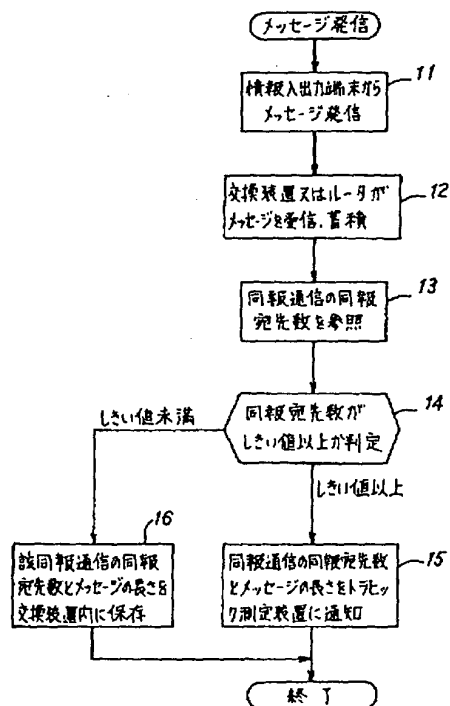 メッセージ発信
11
情報入出力端末から
メッセージ発信
12
交換装置又はルータが
メッセージを受信、蓄積
13
同報通信の同報
宛先数を参照
14
同報宛先数が
しきい値以上か判定
しきい値未満
しきい値以上
16
該同報通信の同報
宛先数とメッセージの長さを
交換装置内に保存
15
同報通信の同報宛先数
とメッセージの長さをトラヒッ
ク測定装置に通知
終了